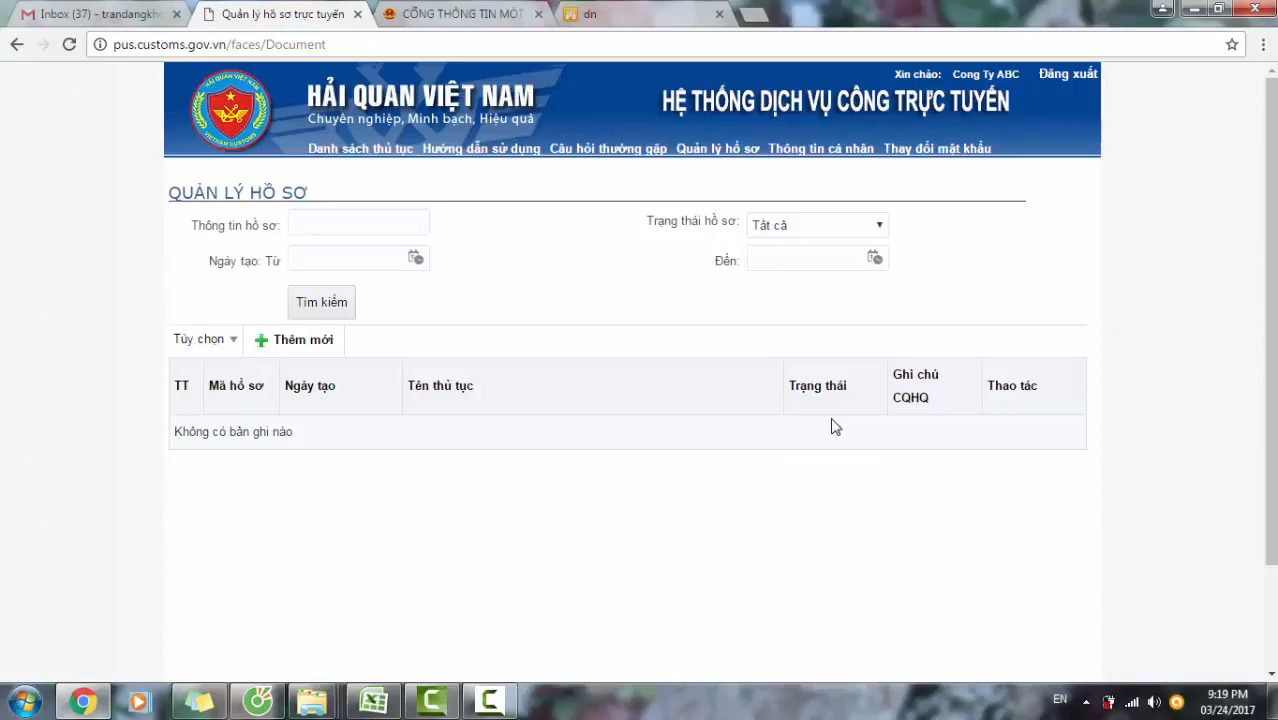 Inbox (37) - trandangkho
Quản lý hồ sơ trực tuyến
CỔNG THÔNG TIN MỘT
dn
pus.customs.gov.vn/faces/Document
Xin chào: Cong Ty ABC Đăng xuất
HẢI QUAN VIỆT NAM
Chuyên nghiệp, Minh bạch, Hiệu quả
HỆ THỐNG DỊCH VỤ CÔNG TRỰC TUYẾN
Danh sách thủ tục Hướng dẫn sử dụng Câu hỏi thường gặp Quản lý hồ sơ Thông tin cá nhân Thay đổi mật khẩu
QUẢN LÝ HỒ SƠ
Thông tin hồ sơ: Trạng thái hồ sơ: Tất cả
Ngày tạo: Từ Đến:
Tìm kiếm
Tùy chọn Thêm mới
TT Mã hồ sơ Ngày tạo Tên thủ tục Trạng thái Ghi chú CQHQ Thao tác
Không có bản ghi nào
EN
9:19 PM
03/24/2017